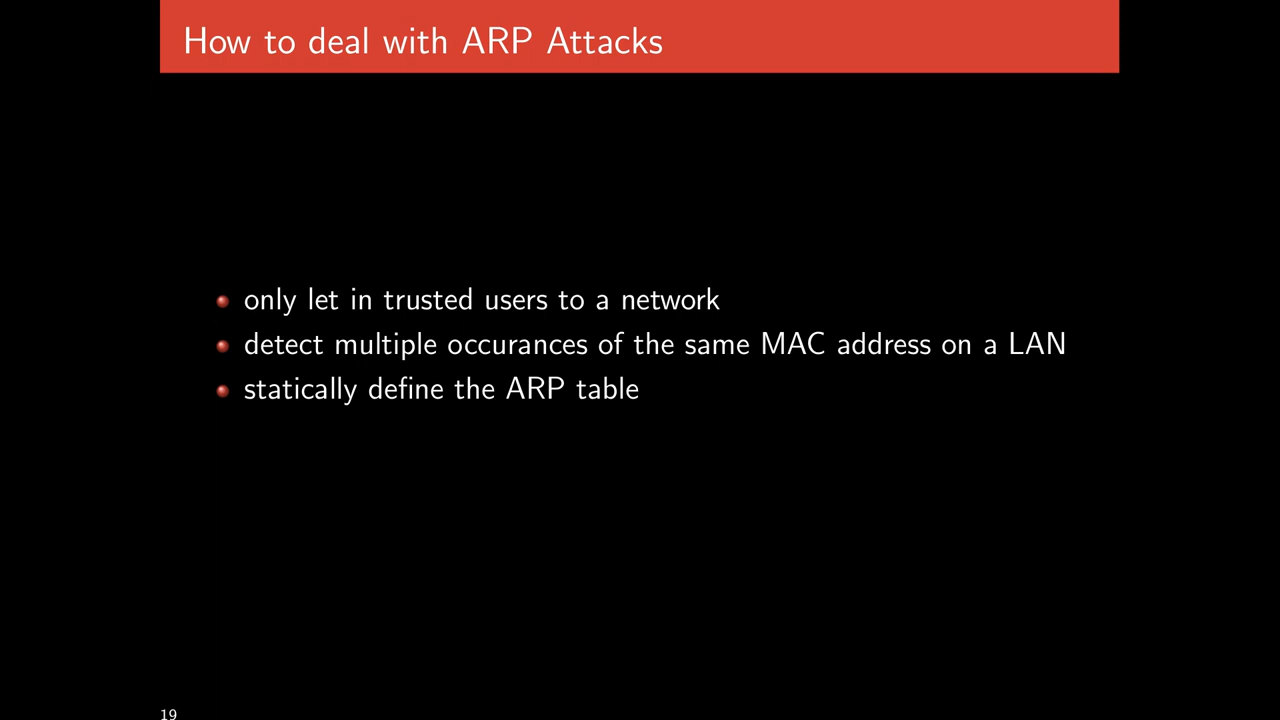 How to deal with ARP Attacks
only let in trusted users to a network
detect multiple occurances of the same MAC address on a LAN
statically define the ARP table
19